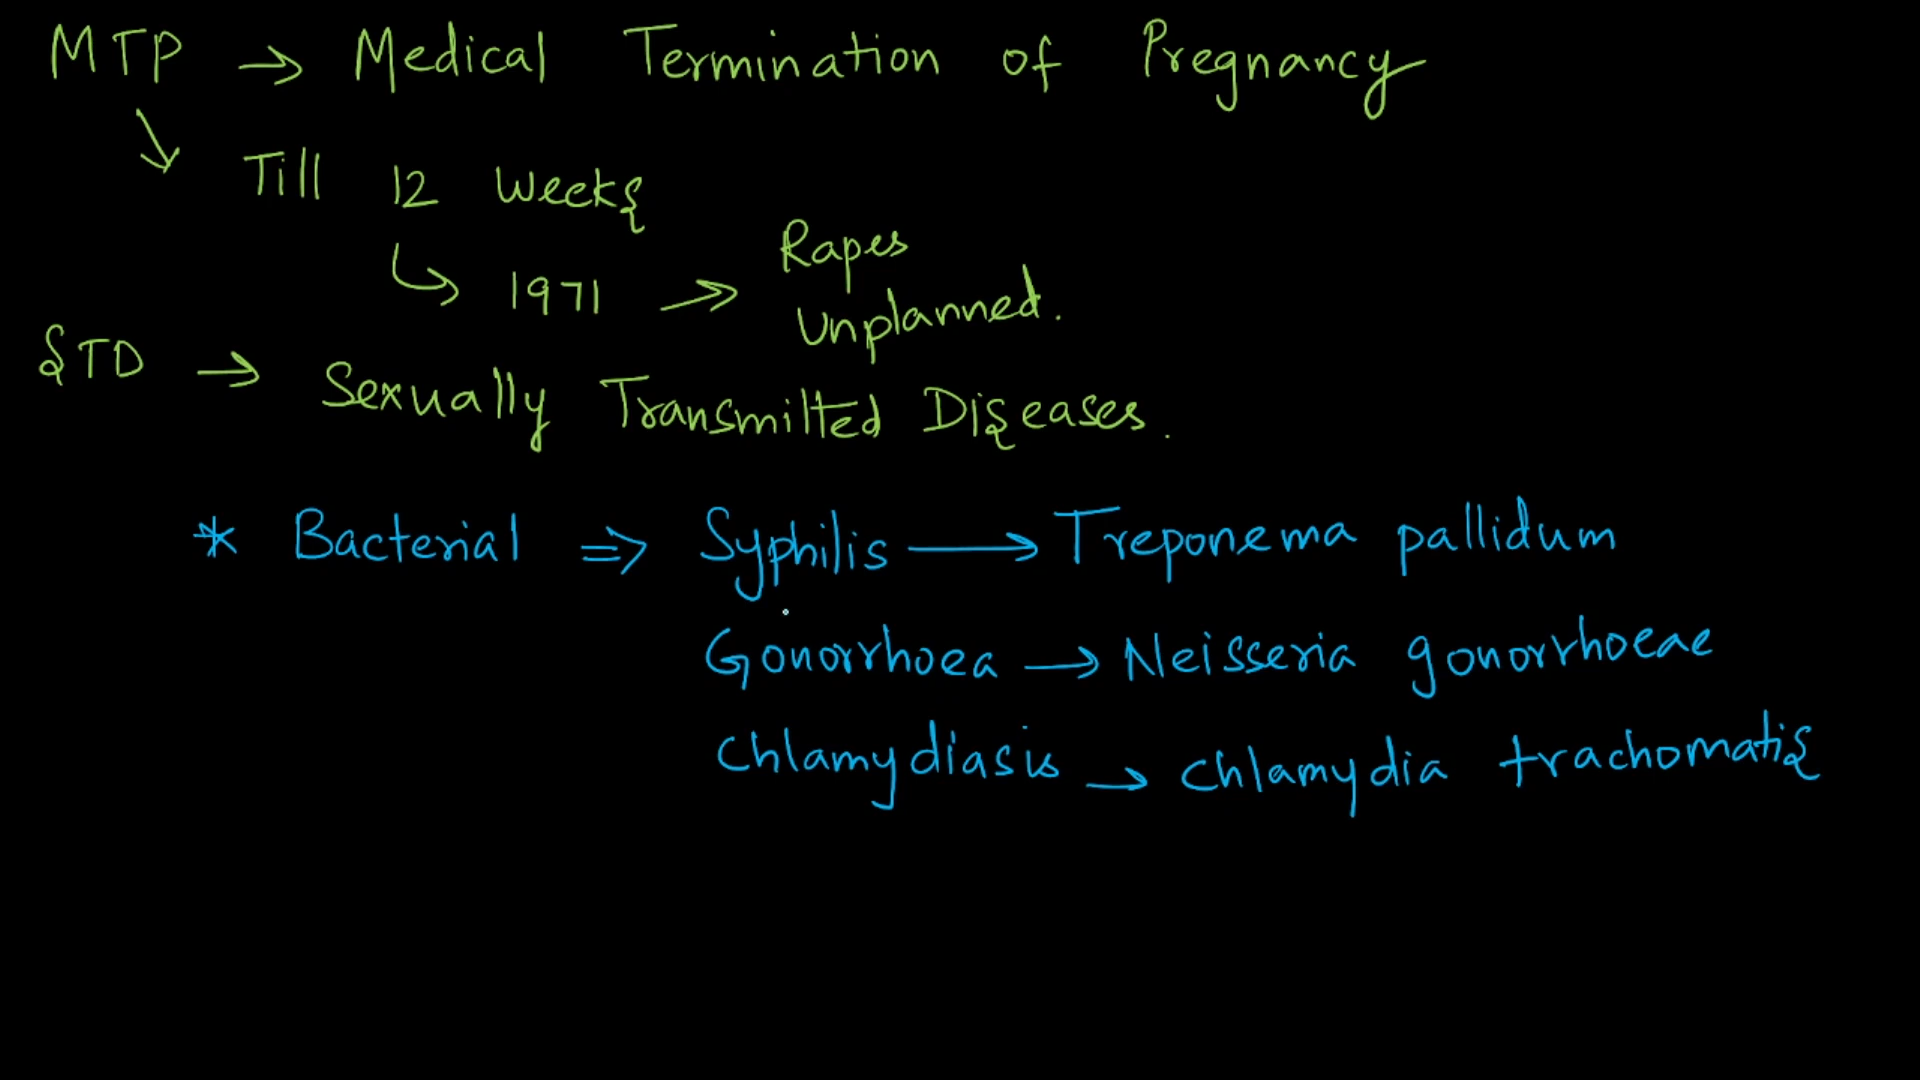 MTP → Medical Termination of Pregnancy
↘ Till 12 Weeks
↳ 1971 → Rapes
Unplanned.
STD → Sexually Transmitted Diseases.
* Bacterial ⇒ Syphilis → Treponema pallidum
Gonorrhoea → Neisseria gonorrhoeae
Chlamydiasis → Chlamydia trachomatis